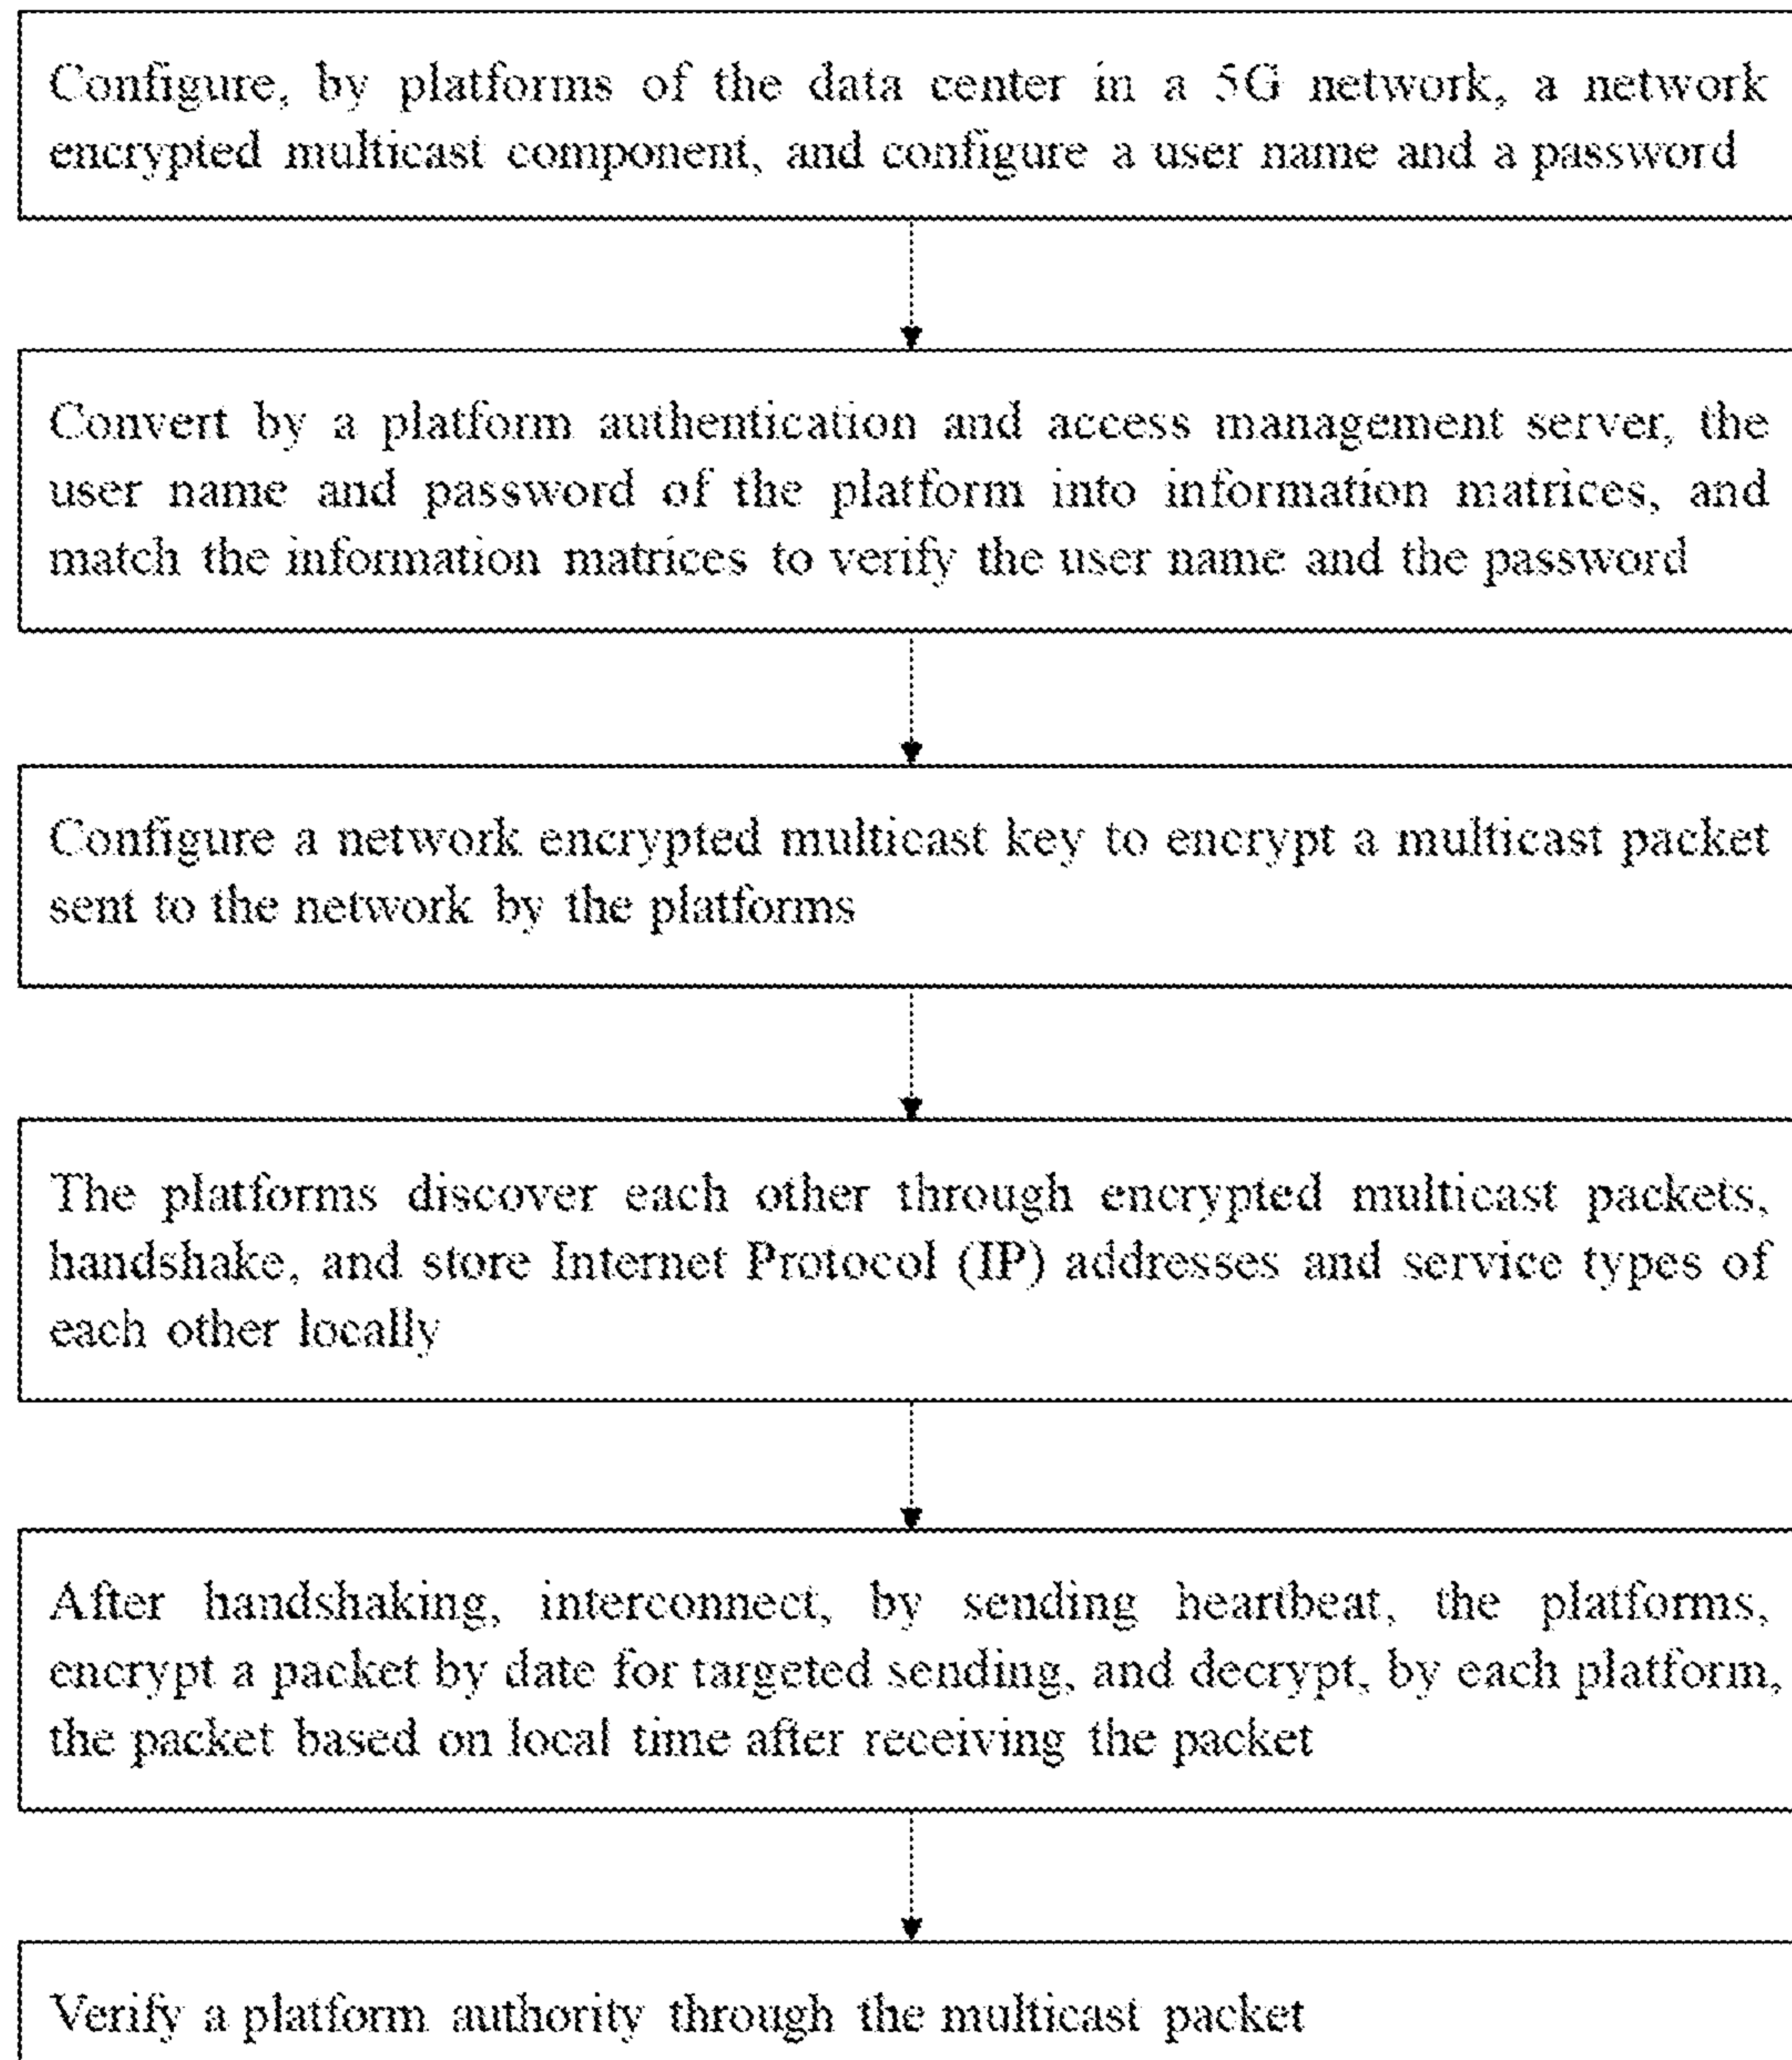 Configure, by platforms of the data center in a 5G network, a network
encrypted multicast component, and configure a user name and a password
Convert by a platform authentication and access management server, the
user name and password of the platform into information matrices, and
match the information matrices to verify the user name and the password
Configure a network encrypted multicast key to encrypt a multicast packet
sent to the network by the platforms
The platforms discover each other through encrypted multicast packets,
handshake, and store Internet Protocol (IP) addresses and service types of
each other locally
After handshaking, interconnect, by sending heartbeat, the platforms,
encrypt a packet by date for targeted sending, and decrypt, by each platform,
the packet based on local time after receiving the packet
Verify a platform authority through the multicast packet